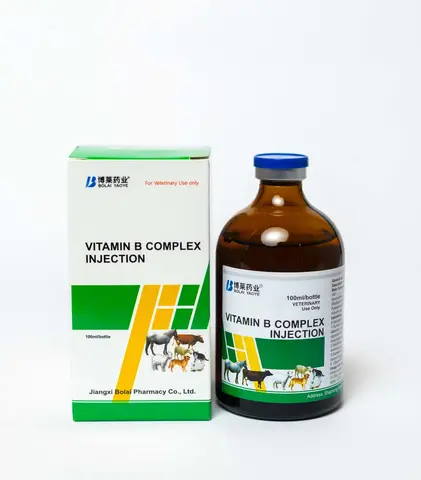 博莱药业®
BOLAI YAOYE
For Veterinary Use only
VITAMIN B COMPLEX
INJECTION
100ml/bottle
Jiangxi Bolai Pharmacy Co., Ltd.
博莱药业®
BOLAI YAOYE
100ml/bottle
VETERINARY
Use Only
VITAMIN B COMPLEX
INJECTION